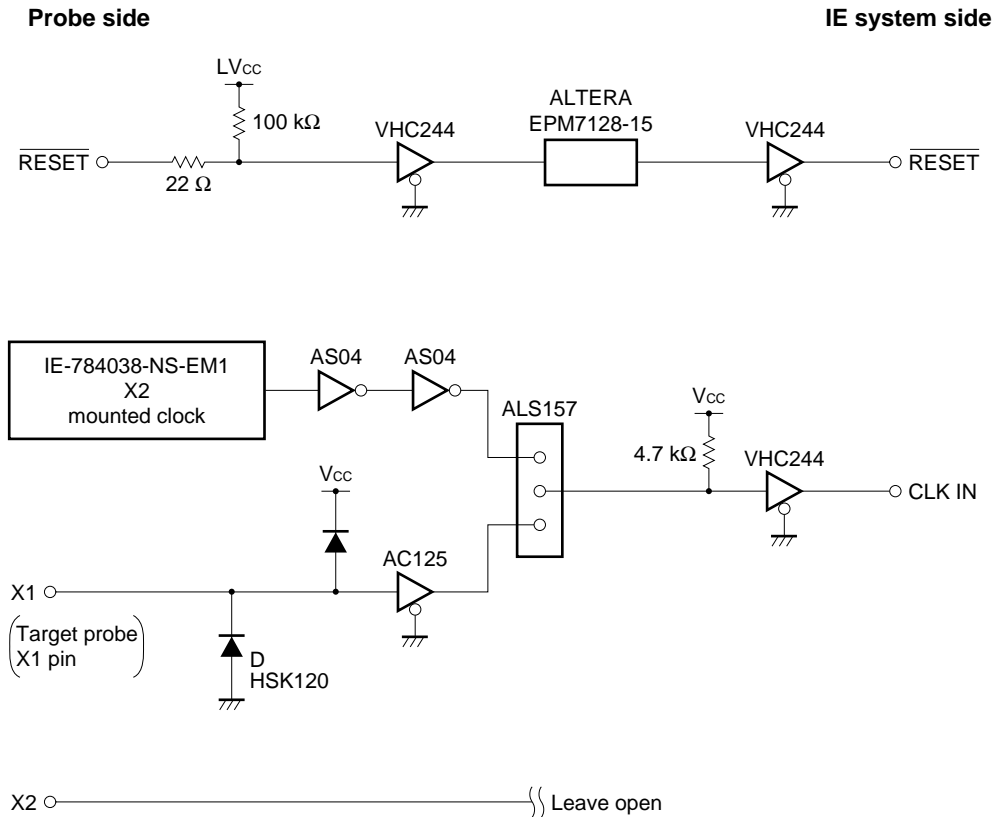 Probe side
IE system side
LVCC
100 kΩ
VHC244
ALTERA
EPM7128-15
VHC244
RESET
22 Ω
RESET
IE-784038-NS-EM1
X2
mounted clock
AS04
AS04
ALS157
VCC
4.7 kΩ
VHC244
CLK IN
VCC
AC125
X1
(Target probe
X1 pin)
D
HSK120
X2
Leave open